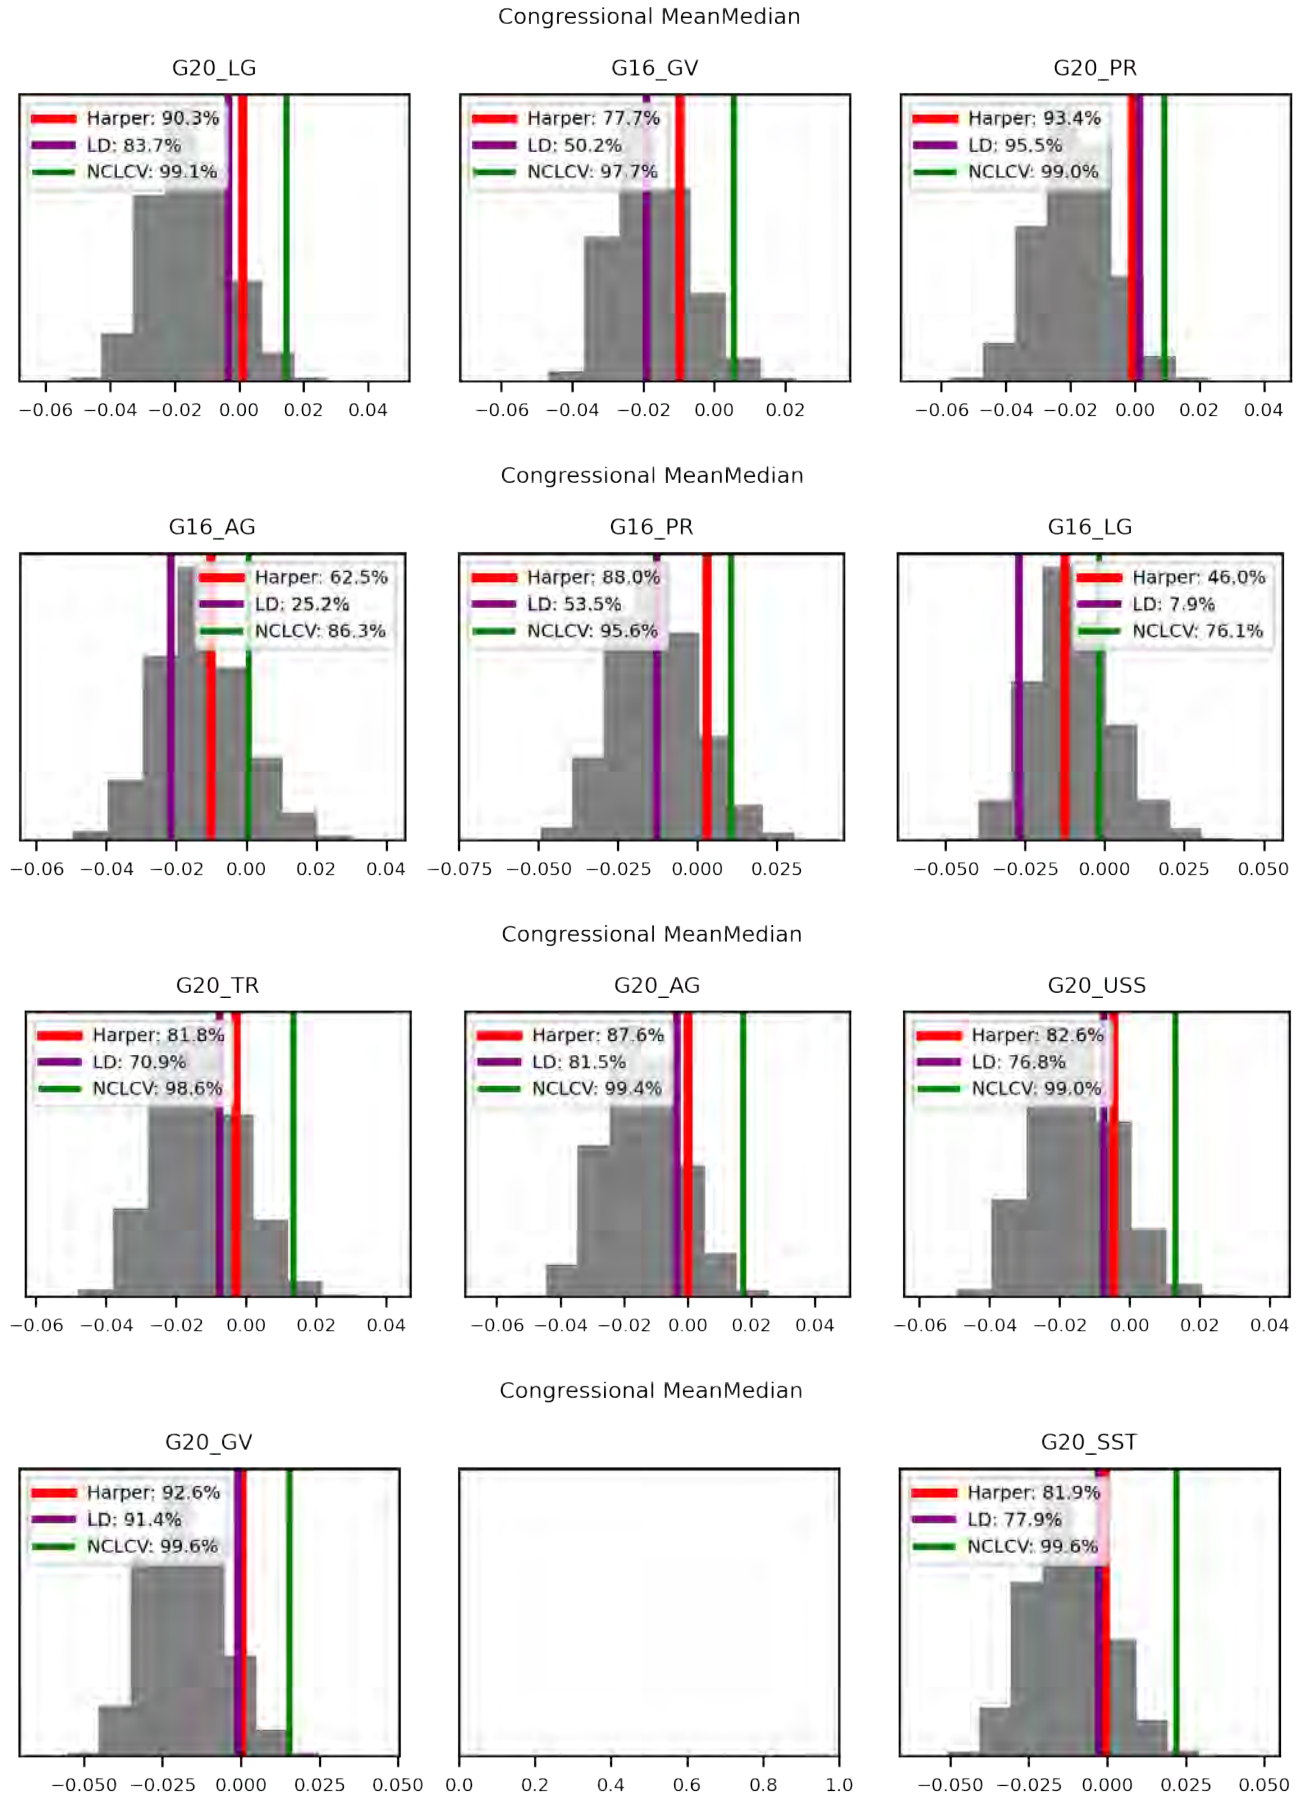 Congressional MeanMedian
G20_LG G16_GV G20_PR
Harper: 90.3% Harper: 77.7% Harper: 93.4%
LD: 83.7% LD: 50.2% LD: 95.5%
NCLCV: 99.1% NCLCV: 97.7% NCLCV: 99.0%
−0.06 −0.04 −0.02 0.00 0.02 0.04 −0.06 −0.04 −0.02 0.00 0.02 −0.06 −0.04 −0.02 0.00 0.02 0.04
Congressional MeanMedian
G16_AG G16_PR G16_LG
Harper: 62.5% Harper: 88.0% Harper: 46.0%
LD: 25.2% LD: 53.5% LD: 7.9%
NCLCV: 86.3% NCLCV: 95.6% NCLCV: 76.1%
−0.06 −0.04 −0.02 0.00 0.02 0.04 −0.075 −0.050 −0.025 0.000 0.025 −0.050 −0.025 0.000 0.025 0.050
Congressional MeanMedian
G20_TR G20_AG G20_USS
Harper: 81.8% Harper: 87.6% Harper: 82.6%
LD: 70.9% LD: 81.5% LD: 76.8%
NCLCV: 98.6% NCLCV: 99.4% NCLCV: 99.0%
−0.06 −0.04 −0.02 0.00 0.02 0.04 −0.06 −0.04 −0.02 0.00 0.02 0.04 −0.06 −0.04 −0.02 0.00 0.02 0.04
Congressional MeanMedian
G20_GV G20_SST
Harper: 92.6% Harper: 81.9%
LD: 91.4% LD: 77.9%
NCLCV: 99.6% NCLCV: 99.6%
−0.050 −0.025 0.000 0.025 0.050 0.0 0.2 0.4 0.6 0.8 1.0 −0.050 −0.025 0.000 0.025 0.050